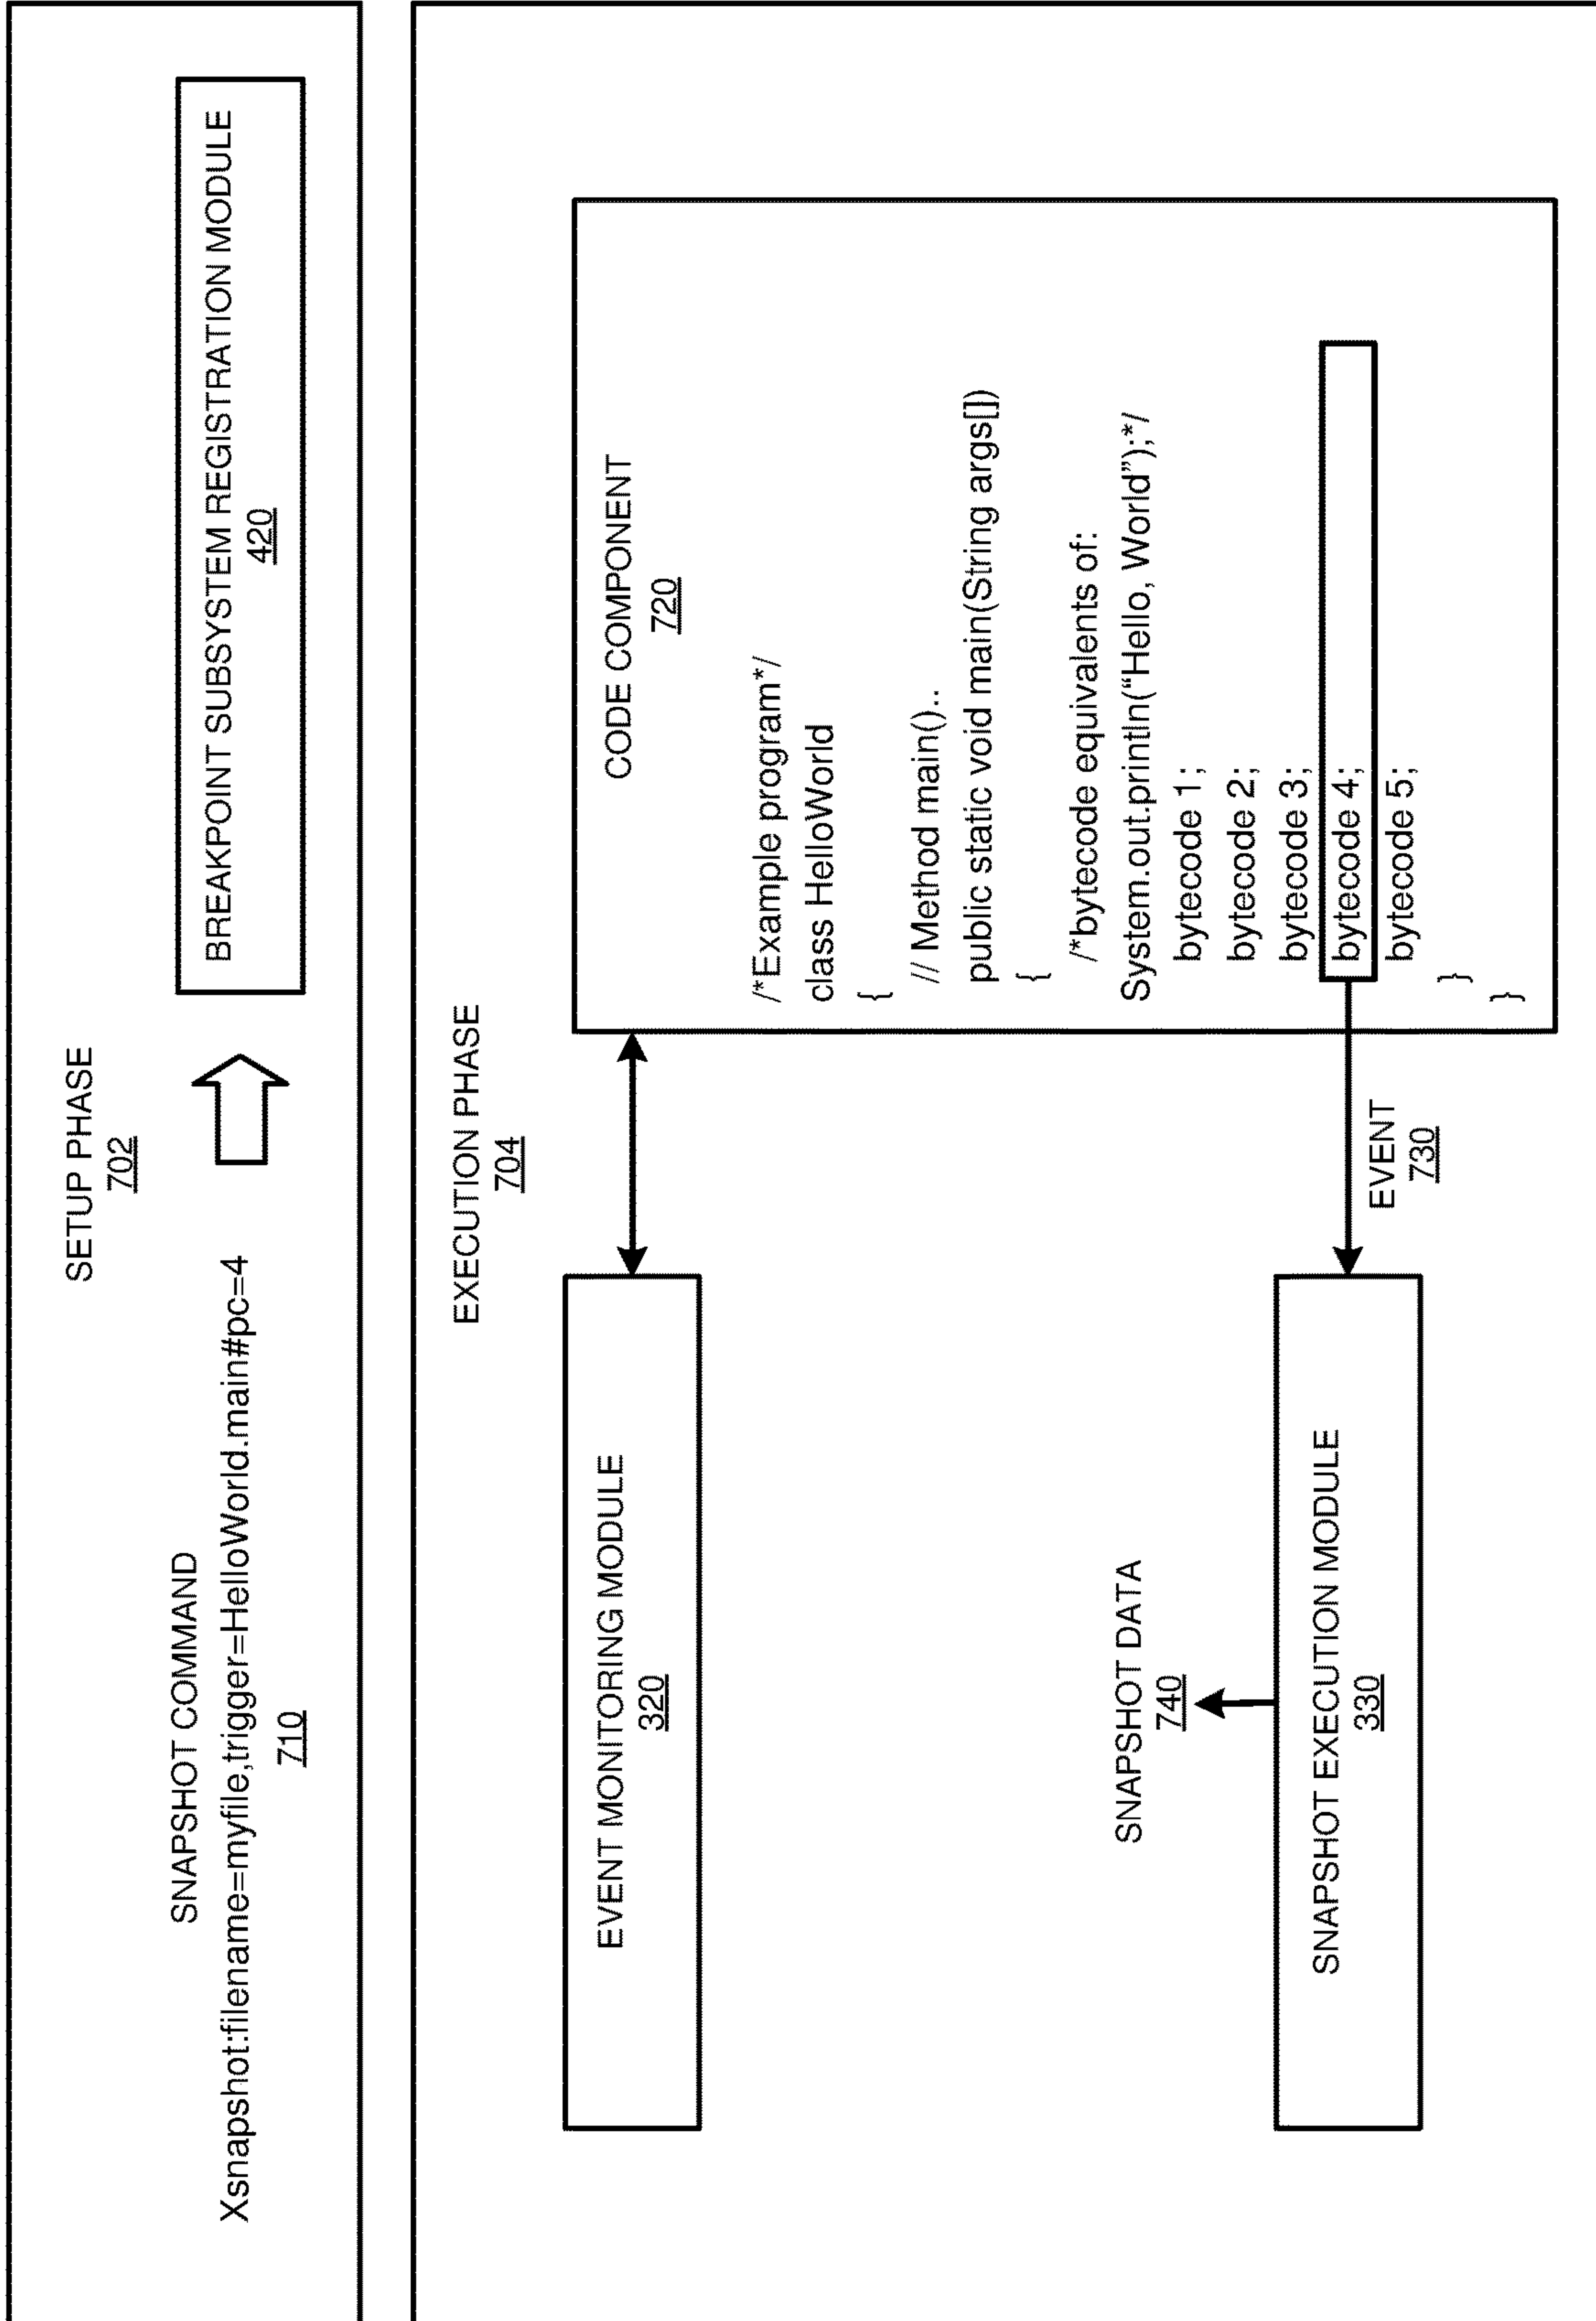 SETUP PHASE
702
SNAPSHOT COMMAND
Xsnapshot:filename=myfile,trigger=HelloWorld.main#pc=4
710
BREAKPOINT SUBSYSTEM REGISTRATION MODULE
420
EXECUTION PHASE
704
EVENT MONITORING MODULE
320
CODE COMPONENT
720
/*Example program*/
class HelloWorld
{
// Method main()..
public static void main(String args[])
{
/*bytecode equivalents of:
System.out.println(“Hello, World”);*/
bytecode 1;
bytecode 2;
bytecode 3;
bytecode 4;
bytecode 5;
}
}
EVENT
730
SNAPSHOT DATA
740
SNAPSHOT EXECUTION MODULE
330